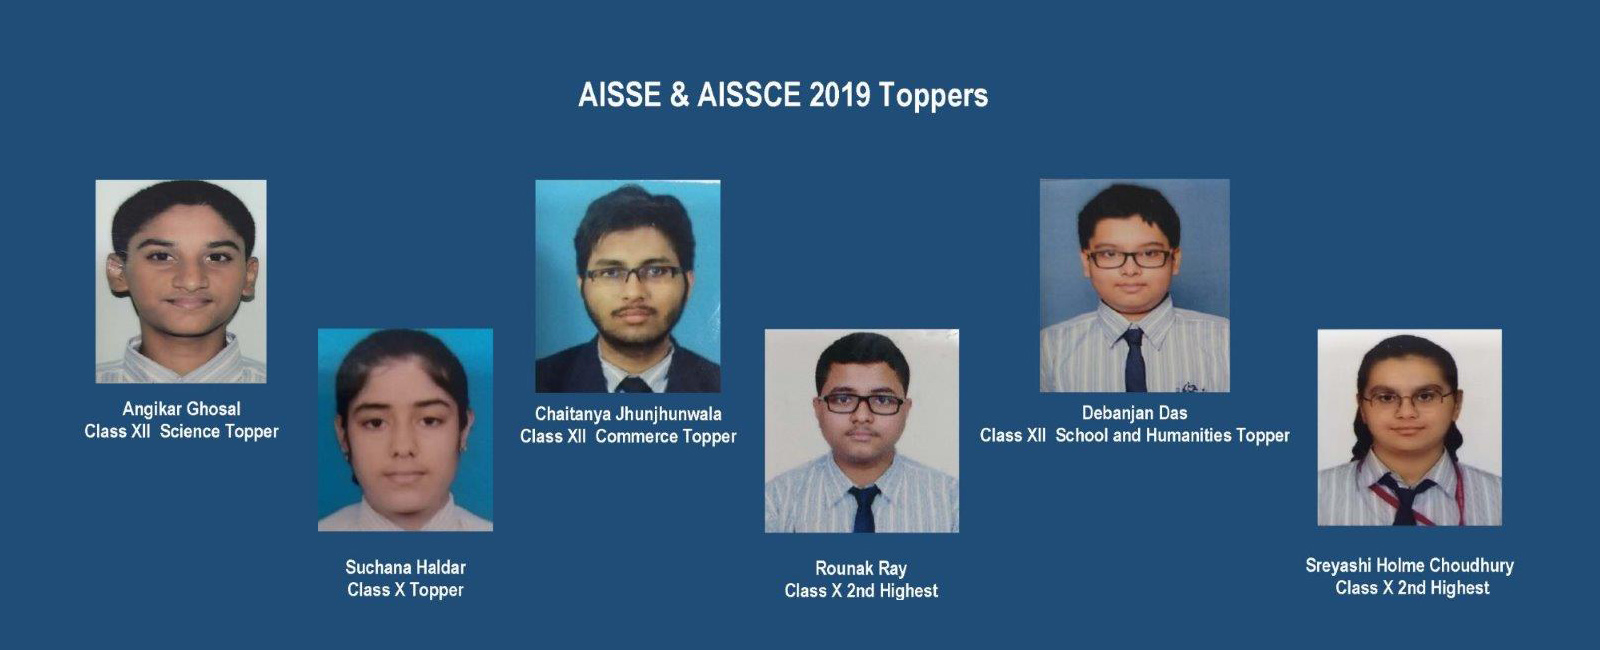 AISSE & AISSCE 2019 Toppers
Angikar Ghosal
Class XII Science Topper
Suchana Haldar
Class X Topper
Chaitanya Jhunjhunwala
Class XII Commerce Topper
Rounak Ray
Class X 2nd Highest
Debanjan Das
Class XII School and Humanities Topper
Sreyashi Holme Choudhury
Class X 2nd Highest